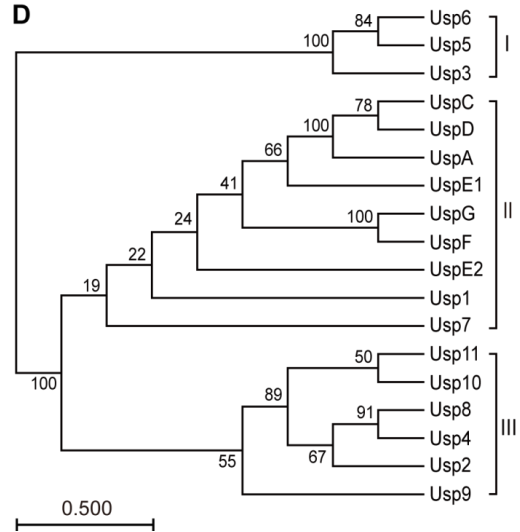 D
84 Usp6
100 Usp5 I
Usp3
78 UspC
100 UspD
66 UspA
41 UspE1
24 100 UspG II
UspF
22 UspE2
19 Usp1
Usp7
50 Usp11
100 Usp10
89 91 Usp8
Usp4 III
55 67 Usp2
Usp9
0.500